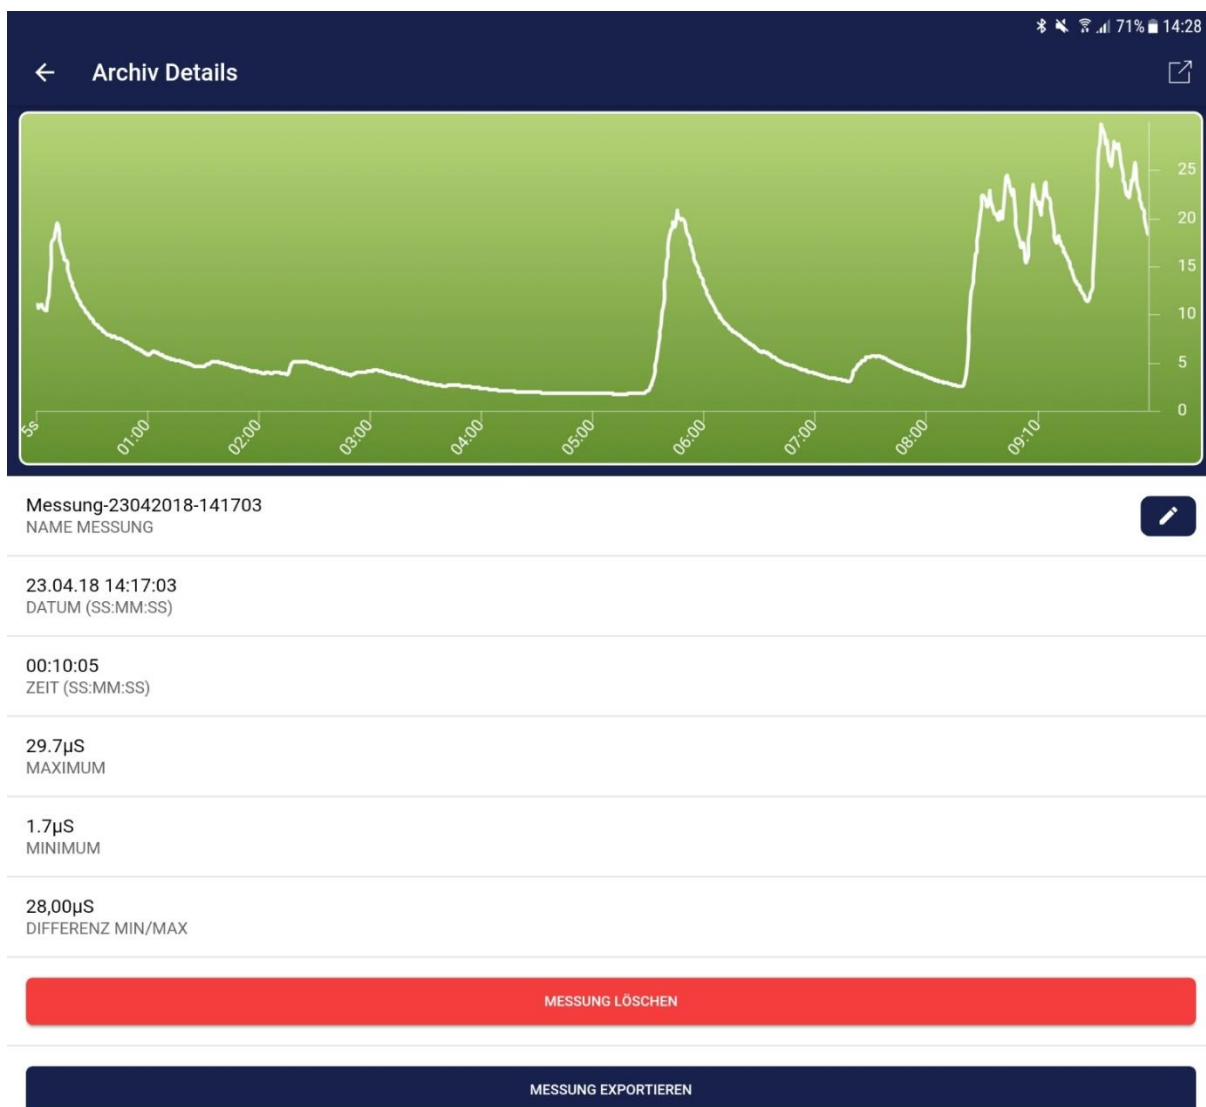 71% 14:28
Archiv Details
25
20
15
10
5
0
5s 01:00 02:00 03:00 04:00 05:00 06:00 07:00 08:00 09:10
Messung-23042018-141703
NAME MESSUNG
23.04.18 14:17:03
DATUM (SS:MM:SS)
00:10:05
ZEIT (SS:MM:SS)
29.7µS
MAXIMUM
1.7µS
MINIMUM
28,00µS
DIFFERENZ MIN/MAX
MESSUNG LÖSCHEN
MESSUNG EXPORTIEREN